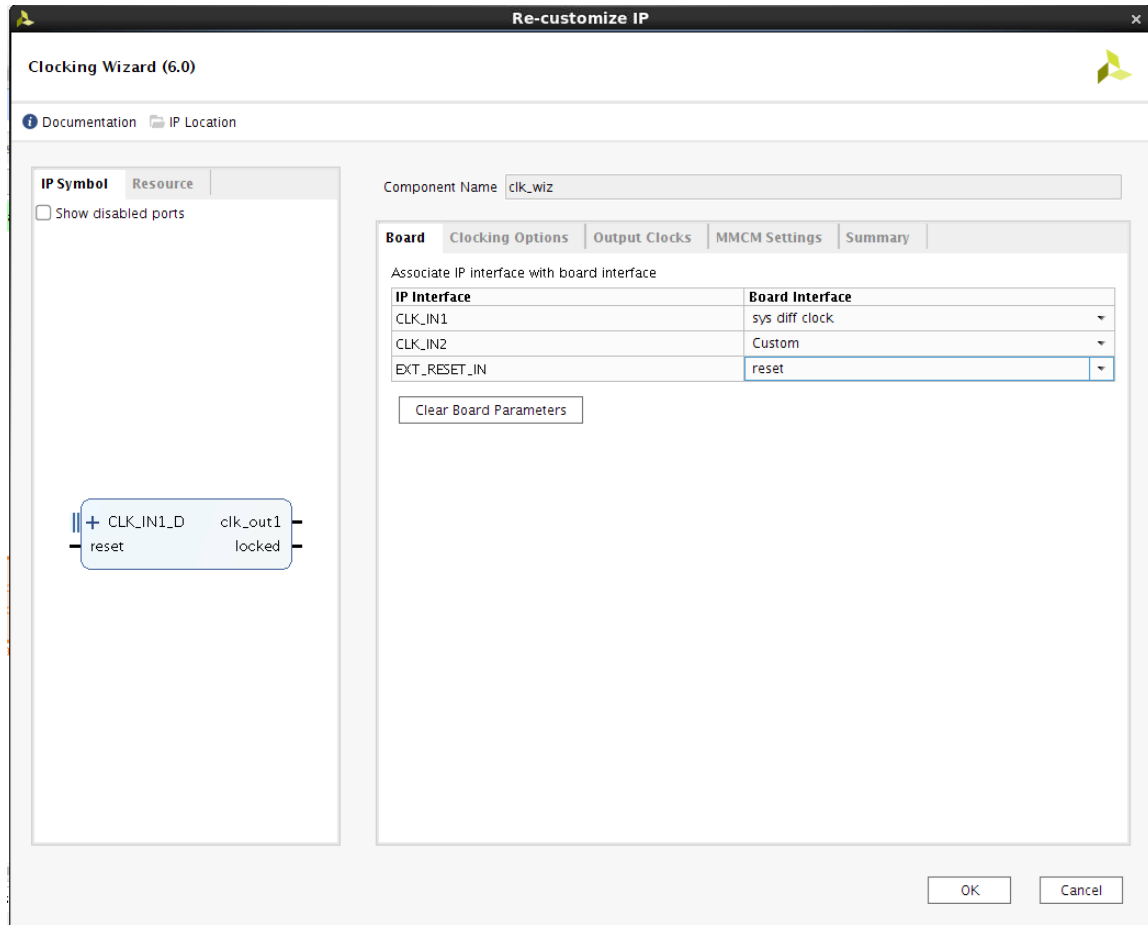 Re-customize IP
Clocking Wizard (6.0)
Documentation IP Location
IP Symbol Resource
Show disabled ports
CLK_IN1_D clk_out1
reset locked
Component Name clk_wiz
Board Clocking Options Output Clocks MMCM Settings Summary
Associate IP interface with board interface
IP Interface Board Interface
CLK_IN1 sys diff clock
CLK_IN2 Custom
EXT_RESET_IN reset
Clear Board Parameters
OK Cancel